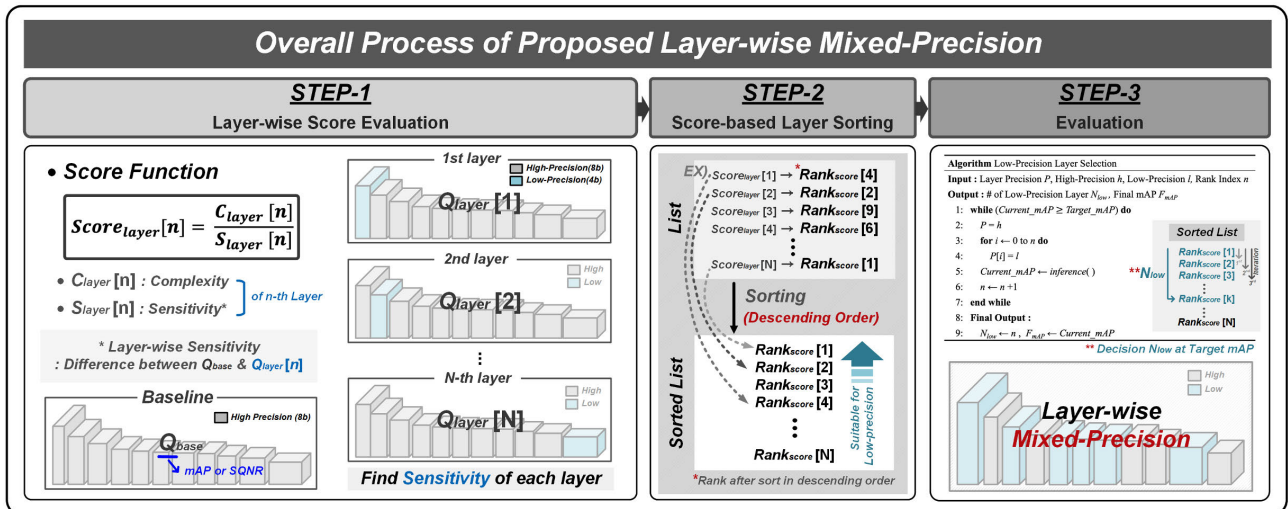 Overall Process of Proposed Layer-wise Mixed-Precision
STEP-1
Layer-wise Score Evaluation
• Score Function
Score_layer[n] = C_layer[n] / S_layer[n]
• C_layer[n] : Complexity
• S_layer[n] : Sensitivity*
of n-th Layer
* Layer-wise Sensitivity
: Difference between Q_base & Q_layer[n]
Baseline
High Precision (8b)
Q_base
mAP or SQNR
1st layer
High-Precision(8b)
Low-Precision(4b)
Q_layer [1]
2nd layer
High
Low
Q_layer [2]
⋮
N-th layer
High
Low
Q_layer [N]
Find Sensitivity of each layer
STEP-2
Score-based Layer Sorting
List
EX)
Score_layer [1] → *Rank_score [4]
Score_layer [2] → Rank_score [2]
Score_layer [3] → Rank_score [9]
Score_layer [4] → Rank_score [6]
⋮
Score_layer [N] → Rank_score [1]
Sorting
(Descending Order)
Sorted List
Rank_score [1]
Rank_score [2]
Rank_score [3]
Rank_score [4]
⋮
Rank_score [N]
Suitable for
Low-precision
*Rank after sort in descending order
STEP-3
Evaluation
Algorithm Low-Precision Layer Selection
Input : Layer Precision P, High-Precision h, Low-Precision l, Rank Index n
Output : # of Low-Precision Layer N_low, Final mAP F_mAP
1: while (Current_mAP ≥ Target_mAP) do
2: P = h
3: for i ← 0 to n do
4: P[i] = l
5: Current_mAP ← inference( )
6: n ← n +1
7: end while
8: Final Output :
9: N_low ← n , F_mAP ← Current_mAP
Sorted List
Rank_score [1]
Rank_score [2]
Rank_score [3]
⋮
Rank_score [k]
⋮
Rank_score [N]
**N_low
iteration
** Decision N_low at Target mAP
High
Low
Layer-wise
Mixed-Precision